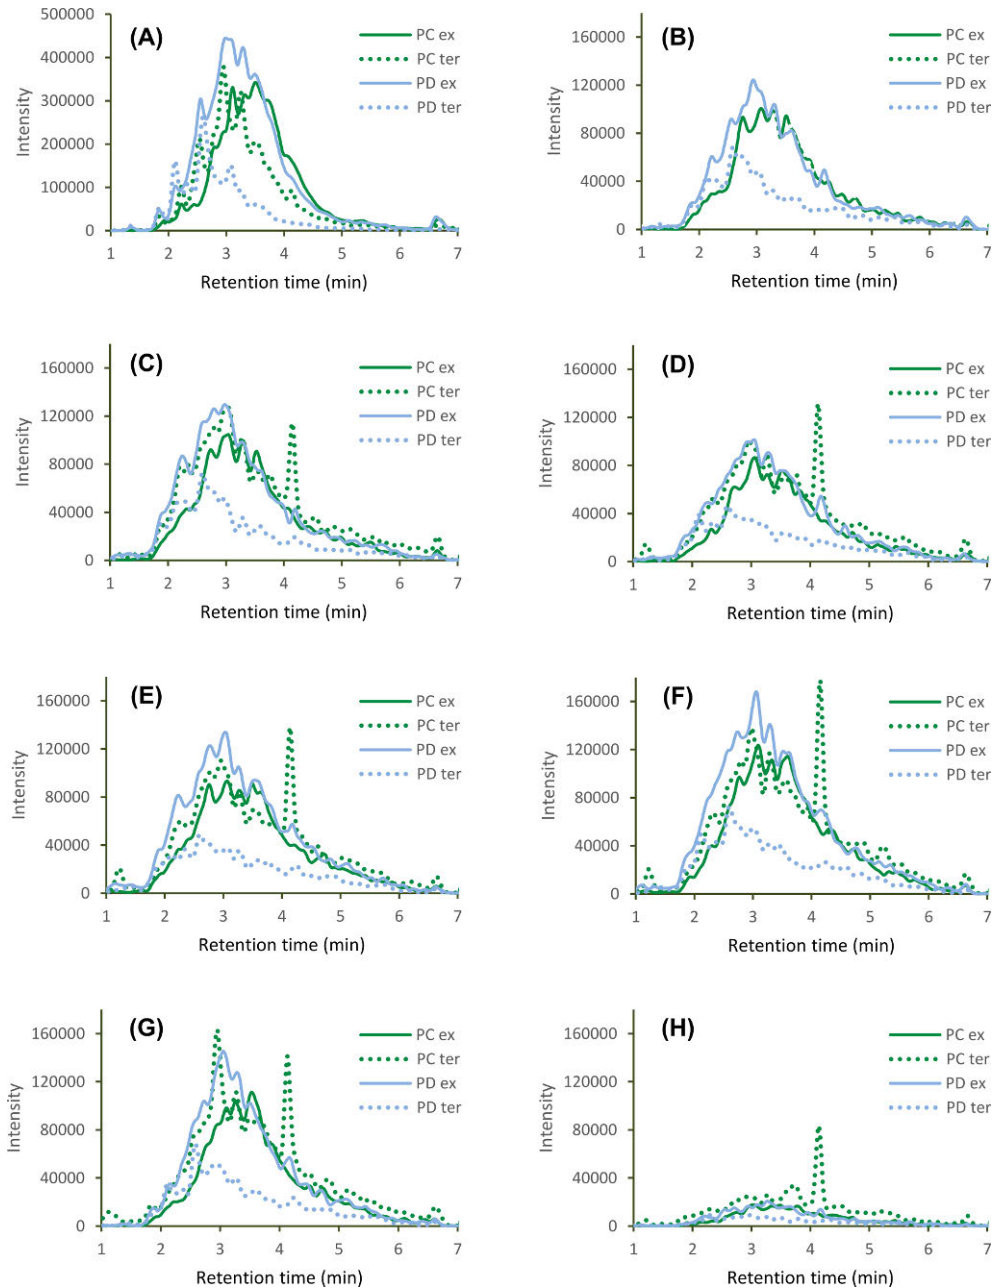 (A)
PC ex
PC ter
PD ex
PD ter
500000
400000
300000
200000
100000
0
Intensity
1 2 3 4 5 6 7
Retention time (min)
(B)
PC ex
PC ter
PD ex
PD ter
160000
120000
80000
40000
0
Intensity
1 2 3 4 5 6 7
Retention time (min)
(C)
PC ex
PC ter
PD ex
PD ter
160000
120000
80000
40000
0
Intensity
1 2 3 4 5 6 7
Retention time (min)
(D)
PC ex
PC ter
PD ex
PD ter
160000
120000
80000
40000
0
Intensity
1 2 3 4 5 6 7
Retention time (min)
(E)
PC ex
PC ter
PD ex
PD ter
160000
120000
80000
40000
0
Intensity
1 2 3 4 5 6 7
Retention time (min)
(F)
PC ex
PC ter
PD ex
PD ter
160000
120000
80000
40000
0
Intensity
1 2 3 4 5 6 7
Retention time (min)
(G)
PC ex
PC ter
PD ex
PD ter
160000
120000
80000
40000
0
Intensity
1 2 3 4 5 6 7
Retention time (min)
(H)
PC ex
PC ter
PD ex
PD ter
160000
120000
80000
40000
0
Intensity
1 2 3 4 5 6 7
Retention time (min)